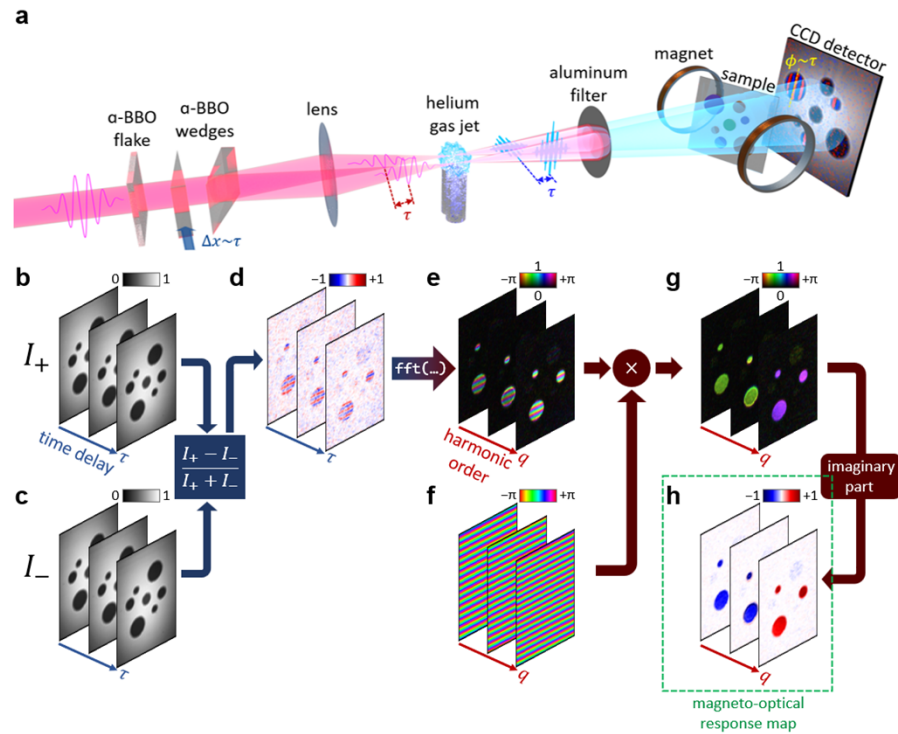 a
α-BBO
flake
α-BBO
wedges
lens
helium
gas jet
aluminum
filter
magnet
sample
CCD detector
ϕ~τ
τ
τ
Δx~τ
b
0 1
I₊
time delay
τ
c
0 1
I₋
τ
I₊ − I₋
I₊ + I₋
d
−1 +1
τ
fft(…)
e
1
−π +π
0
harmonic
order
q
f
−π +π
q
×
g
1
−π +π
0
q
imaginary
part
h
−1 +1
q
magneto-optical
response map